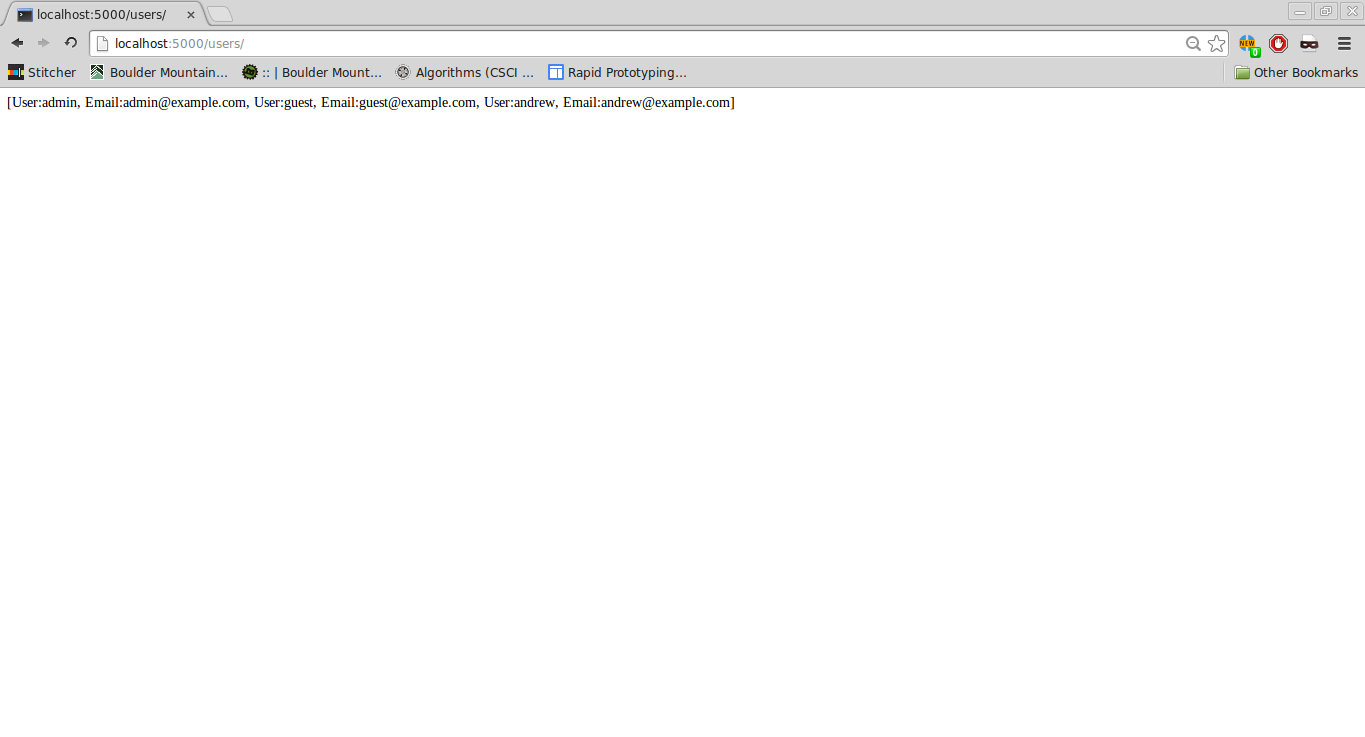 localhost:5000/users/
localhost:5000/users/
NEW
0
Stitcher Boulder Mountain... :: | Boulder Mount... Algorithms (CSCI ... Rapid Prototyping... Other Bookmarks
[User:admin, Email:admin@example.com, User:guest, Email:guest@example.com, User:andrew, Email:andrew@example.com]